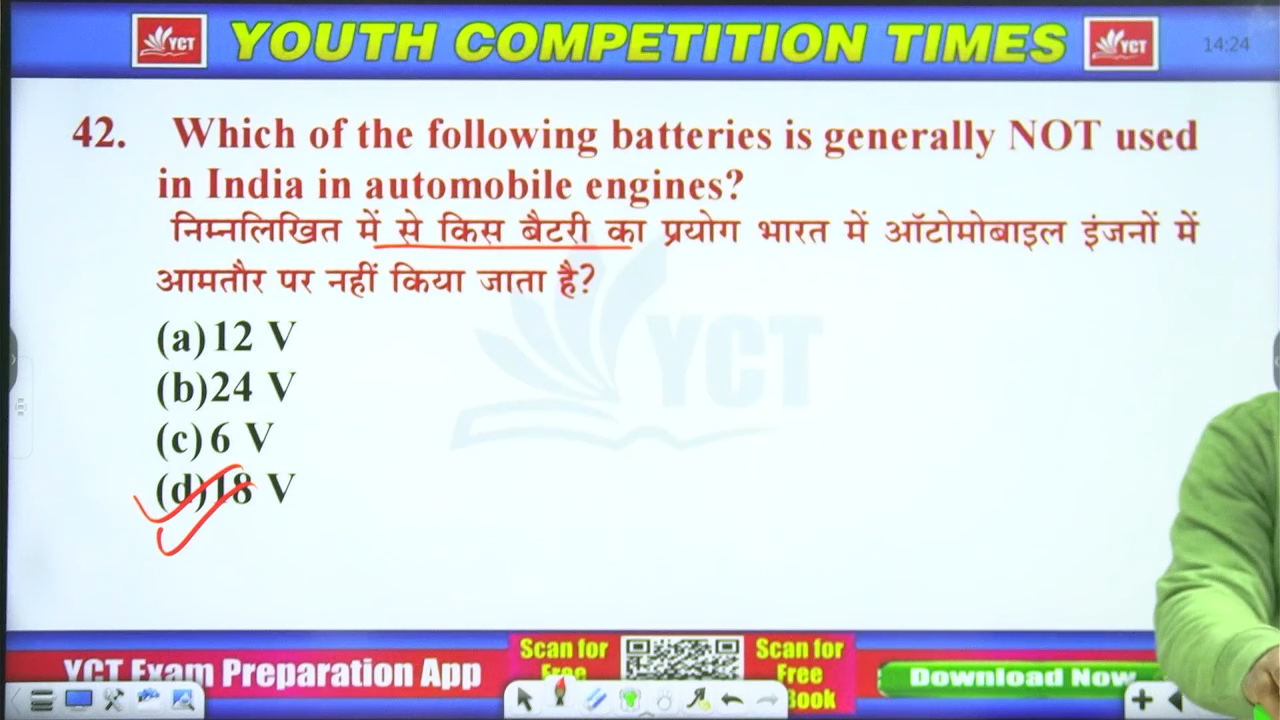 YCT
YOUTH COMPETITION TIMES
YCT
14:24
42. Which of the following batteries is generally NOT used
in India in automobile engines?
निम्नलिखित में से किस बैटरी का प्रयोग भारत में ऑटोमोबाइल इंजनों में
आमतौर पर नहीं किया जाता है?
(a) 12 V
(b) 24 V
(c) 6 V
(d) 18 V
YCT
YCT Exam Preparation App
Scan for
Free
Scan for
Free
Book
Download Now